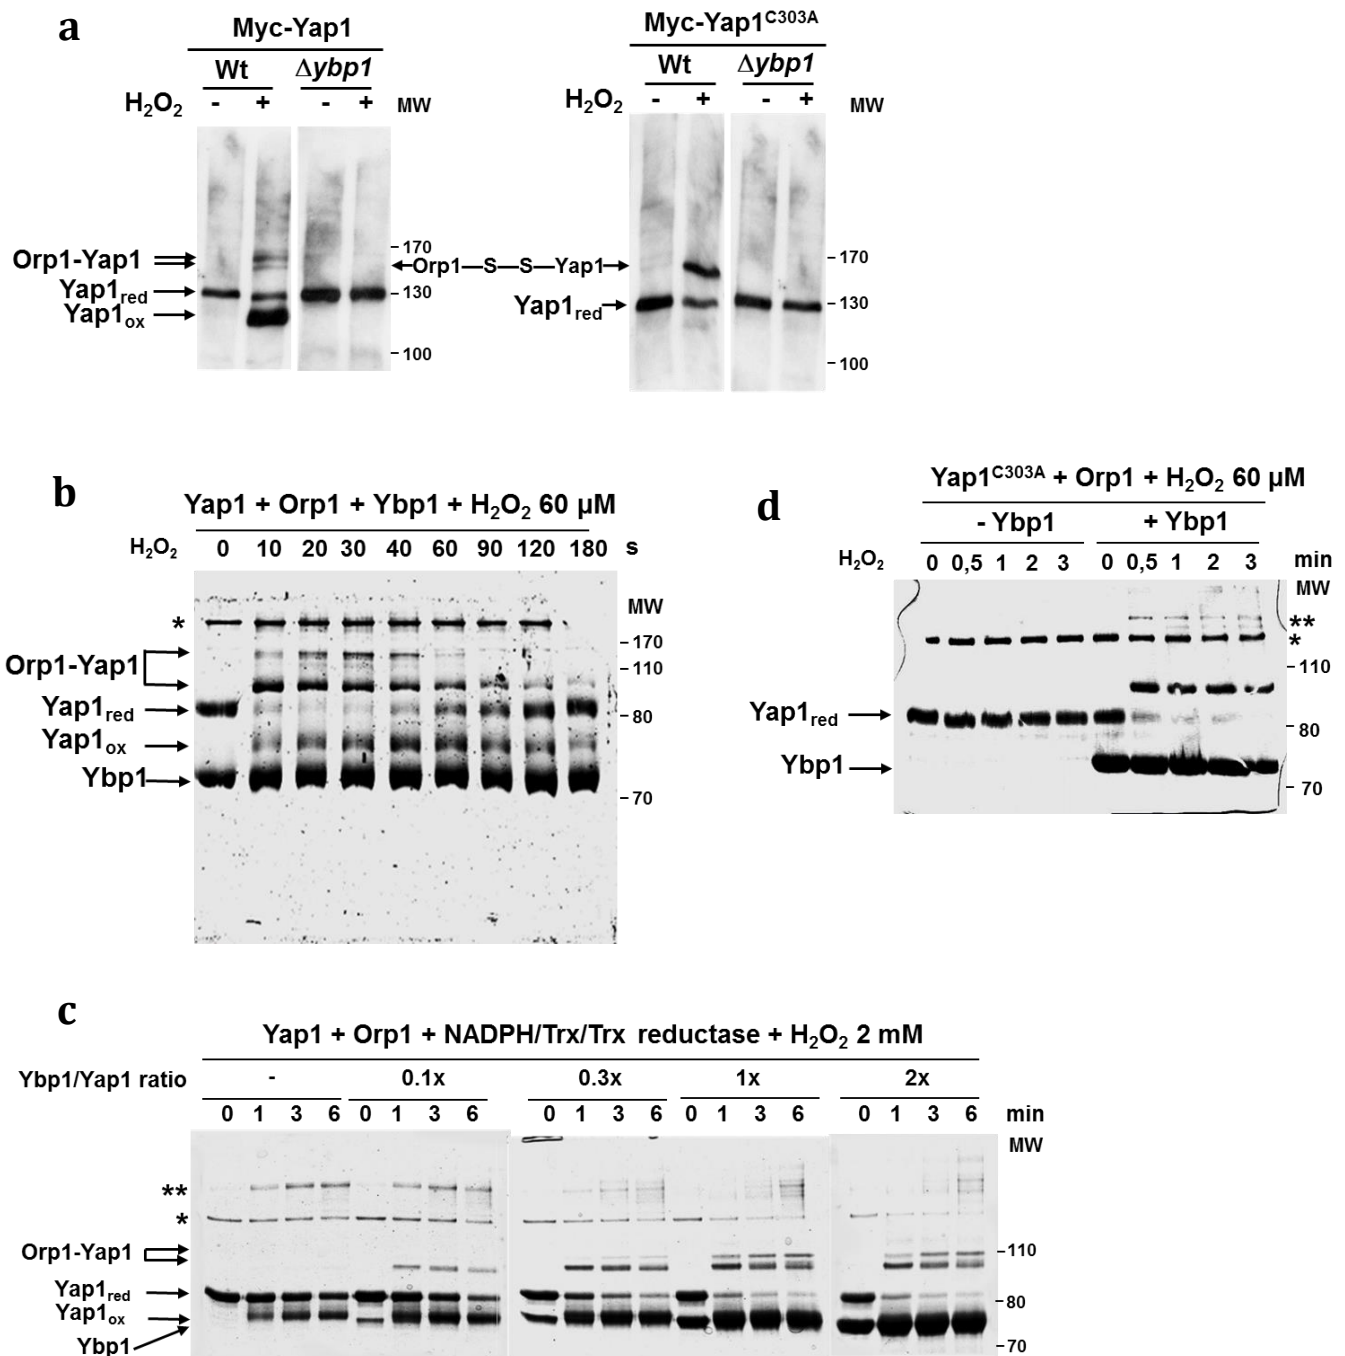 a
Myc-Yap1
Wt Δybp1
H₂O₂ - + - + MW
Orp1-Yap1
Yap1red
Yap1ox
170
130
100
Orp1—S—S—Yap1
Myc-Yap1C303A
Wt Δybp1
H₂O₂ - + - + MW
Yap1red
170
130
100
b
Yap1 + Orp1 + Ybp1 + H₂O₂ 60 µM
H₂O₂ 0 10 20 30 40 60 90 120 180 s
MW
*
Orp1-Yap1
Yap1red
Yap1ox
Ybp1
170
110
80
70
d
Yap1C303A + Orp1 + H₂O₂ 60 µM
- Ybp1 + Ybp1
H₂O₂ 0 0,5 1 2 3 0 0,5 1 2 3 min
MW
**
*
Yap1red
Ybp1
110
80
70
c
Yap1 + Orp1 + NADPH/Trx/Trx reductase + H₂O₂ 2 mM
Ybp1/Yap1 ratio - 0.1x 0.3x 1x 2x
0 1 3 6 0 1 3 6 0 1 3 6 0 1 3 6 0 1 3 6 min
MW
**
*
Orp1-Yap1
Yap1red
Yap1ox
Ybp1
110
80
70